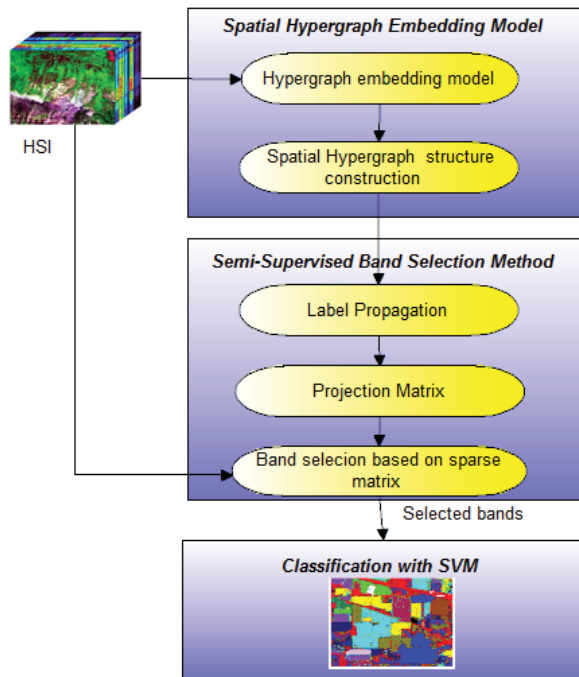 Spatial Hypergraph Embedding Model
Hypergraph embedding model
HSI
Spatial Hypergraph structure
construction
Semi-Supervised Band Selection Method
Label Propagation
Projection Matrix
Band selecion based on sparse
matrix
Selected bands
Classification with SVM